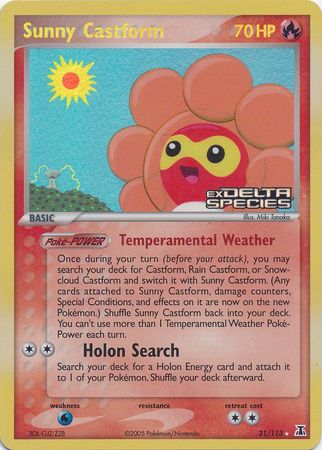 Sunny Castform 70 HP
EX DELTA
SPECIES
BASIC
Illus. Miki Tanaka
Poké-POWER Temperamental Weather
Once during your turn (before your attack), you may
search your deck for Castform, Rain Castform, or Snow-
cloud Castform and switch it with Sunny Castform. (Any
cards attached to Sunny Castform, damage counters,
Special Conditions, and effects on it are now on the new
Pokémon.) Shuffle Sunny Castform back into your deck.
You can't use more than 1 Temperamental Weather Poké-
Power each turn.
Holon Search
Search your deck for a Holon Energy card and attach it
to 1 of your Pokémon. Shuffle your deck afterward.
weakness resistance retreat cost
3QL-GJZ-ZZB ©2005 Pokémon/Nintendo 31/113